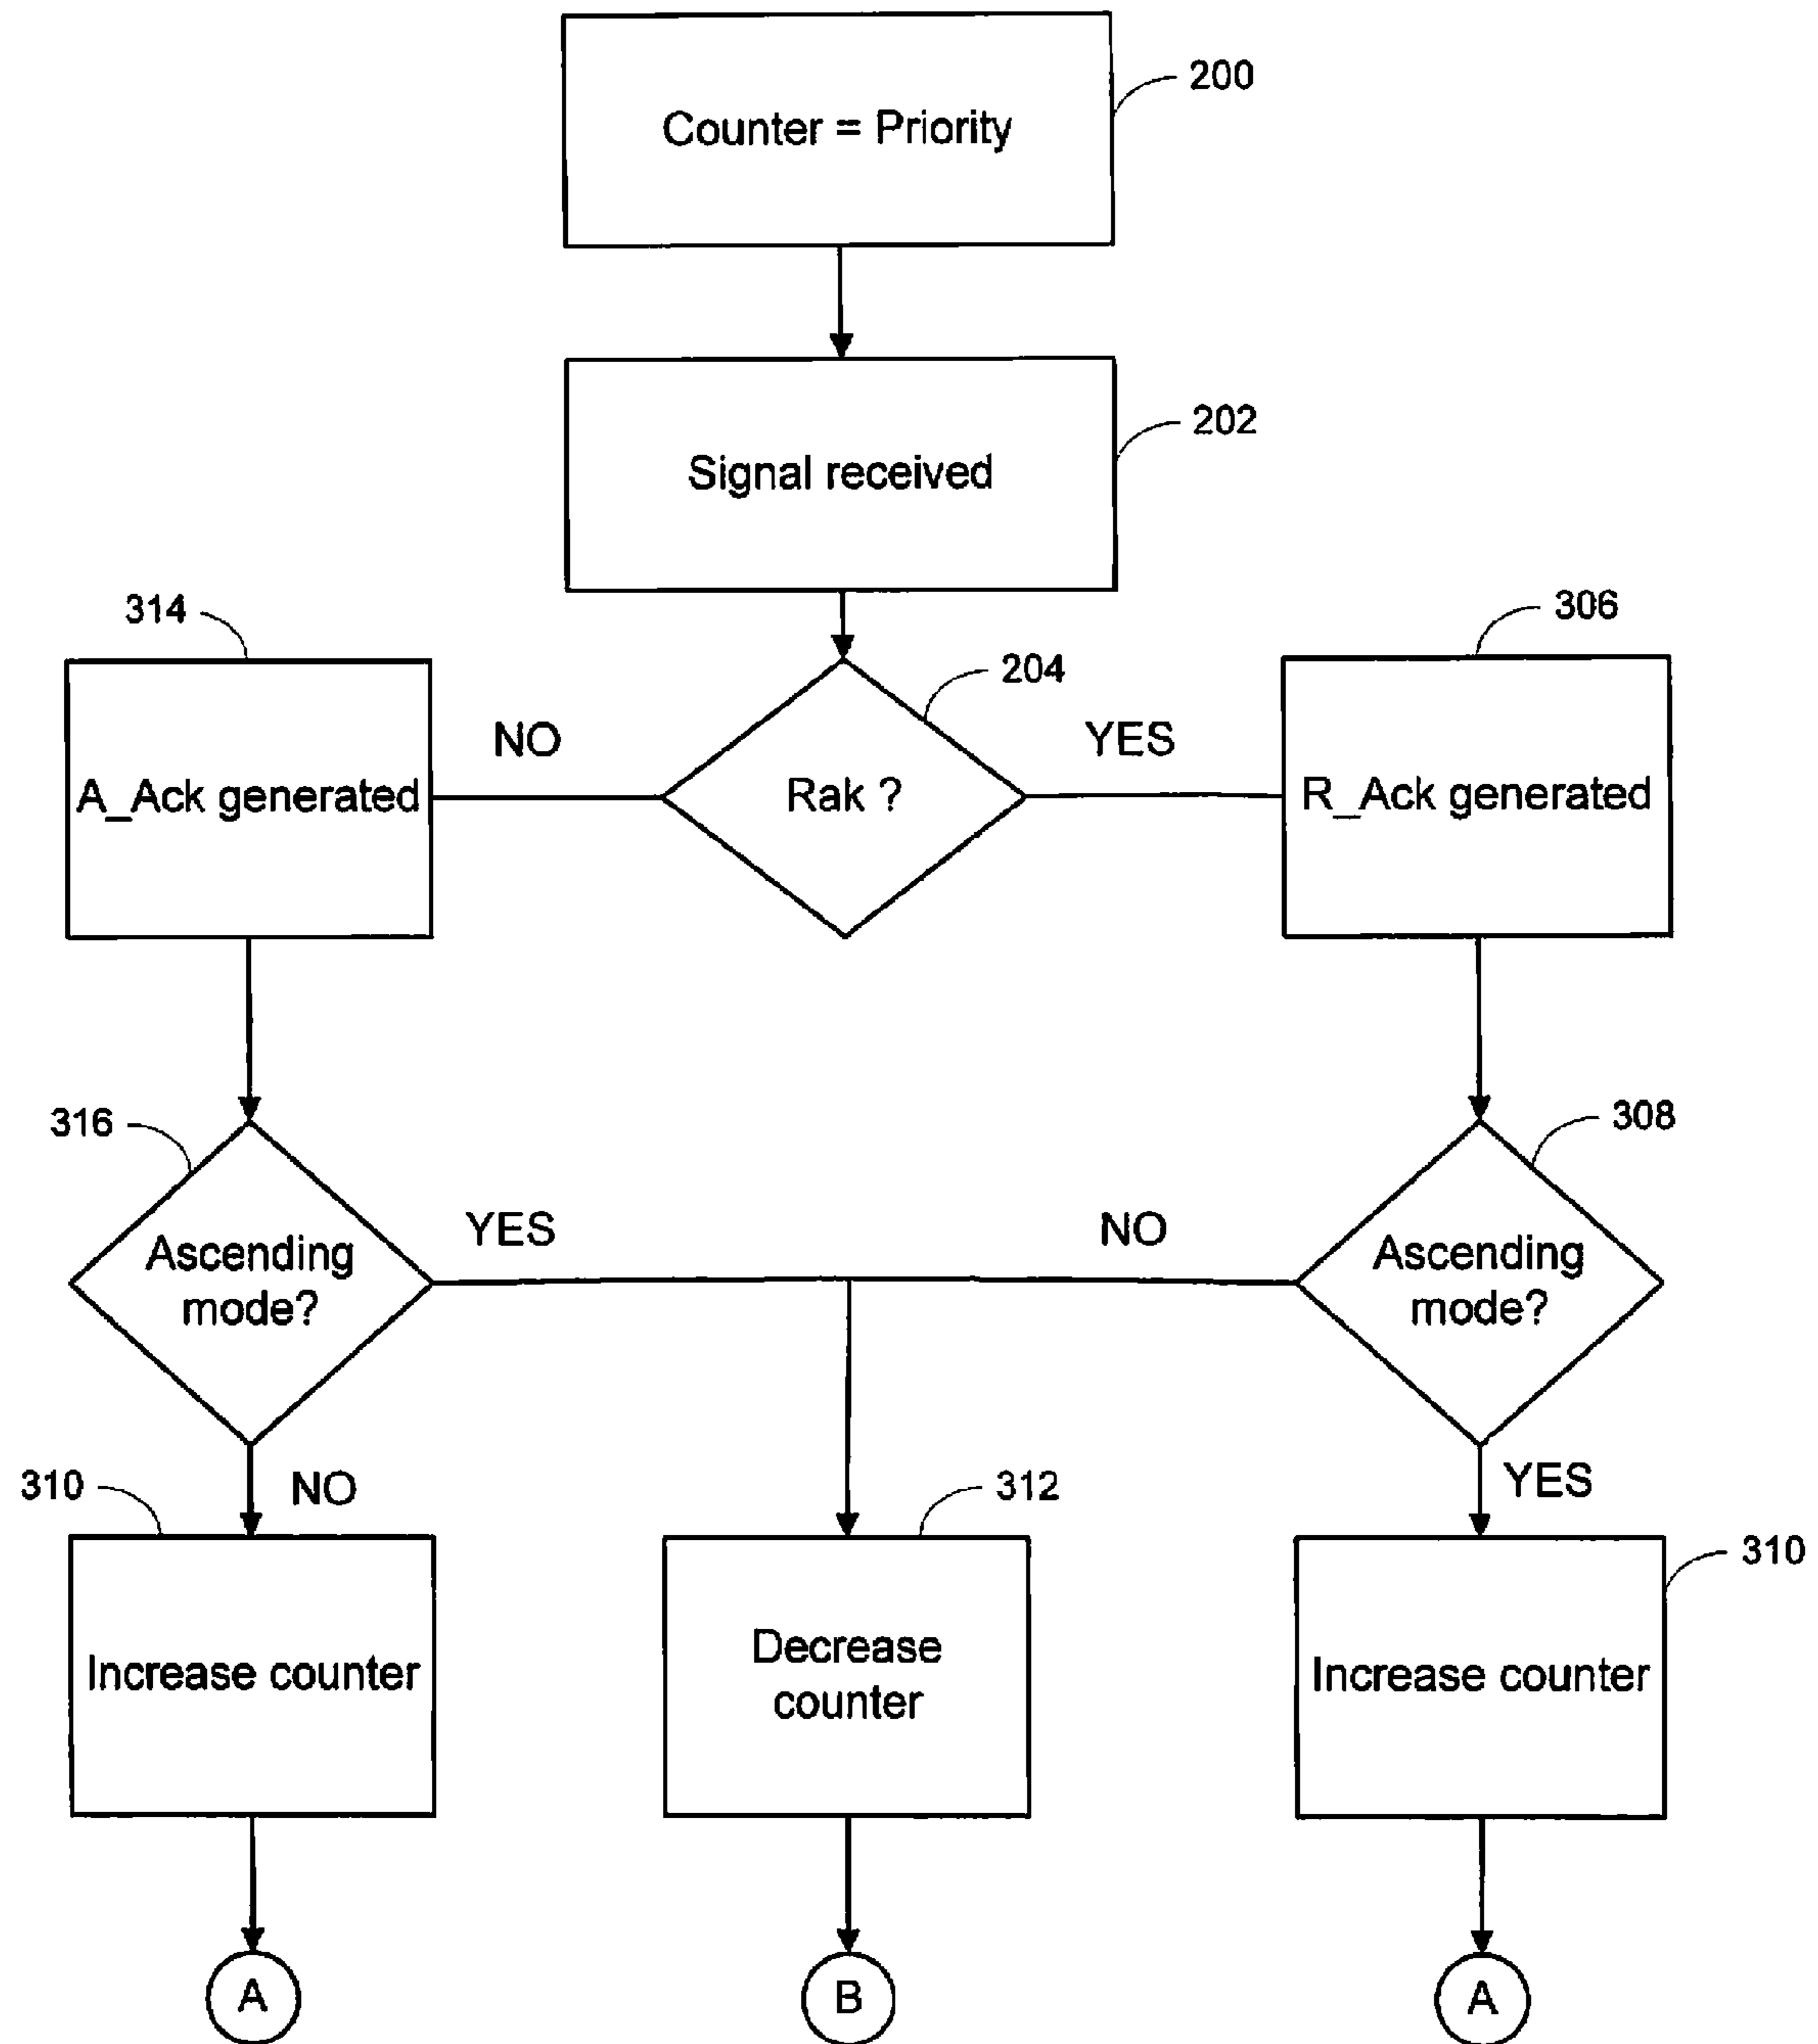 200
Counter = Priority
202
Signal received
314
306
204
NO
YES
A_Ack generated
Rak ?
R_Ack generated
316
308
YES
NO
Ascending
mode?
Ascending
mode?
310
NO
312
YES
310
Increase counter
Decrease
counter
Increase counter
A
B
A